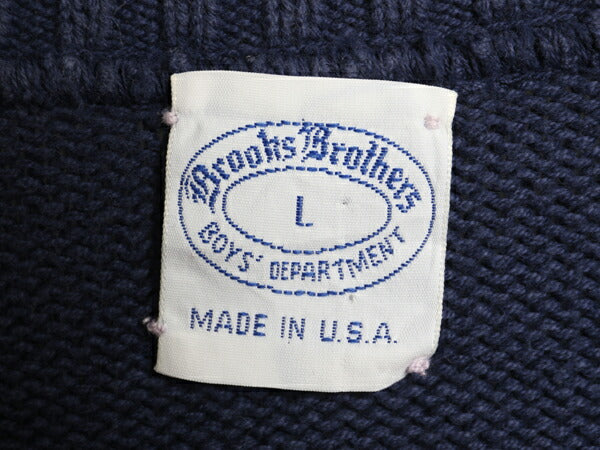 Brooks Brothers
L
BOYS' DEPARTMENT
MADE IN U.S.A.